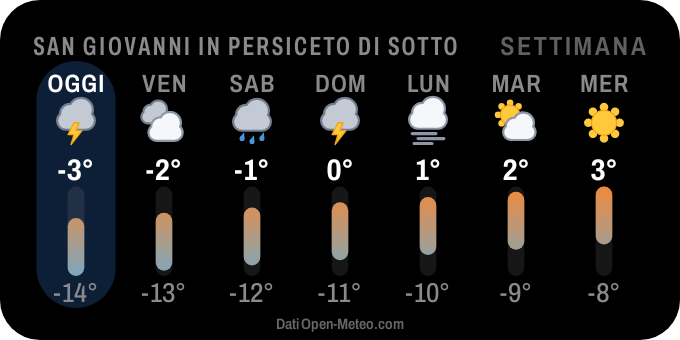 SAN GIOVANNI IN PERSICETO DI SOTTO SETTIMANA
OGGI VEN SAB DOM LUN MAR MER
-3° -2° -1° 0° 1° 2° 3°
-14° -13° -12° -11° -10° -9° -8°
Dati Open-Meteo.com